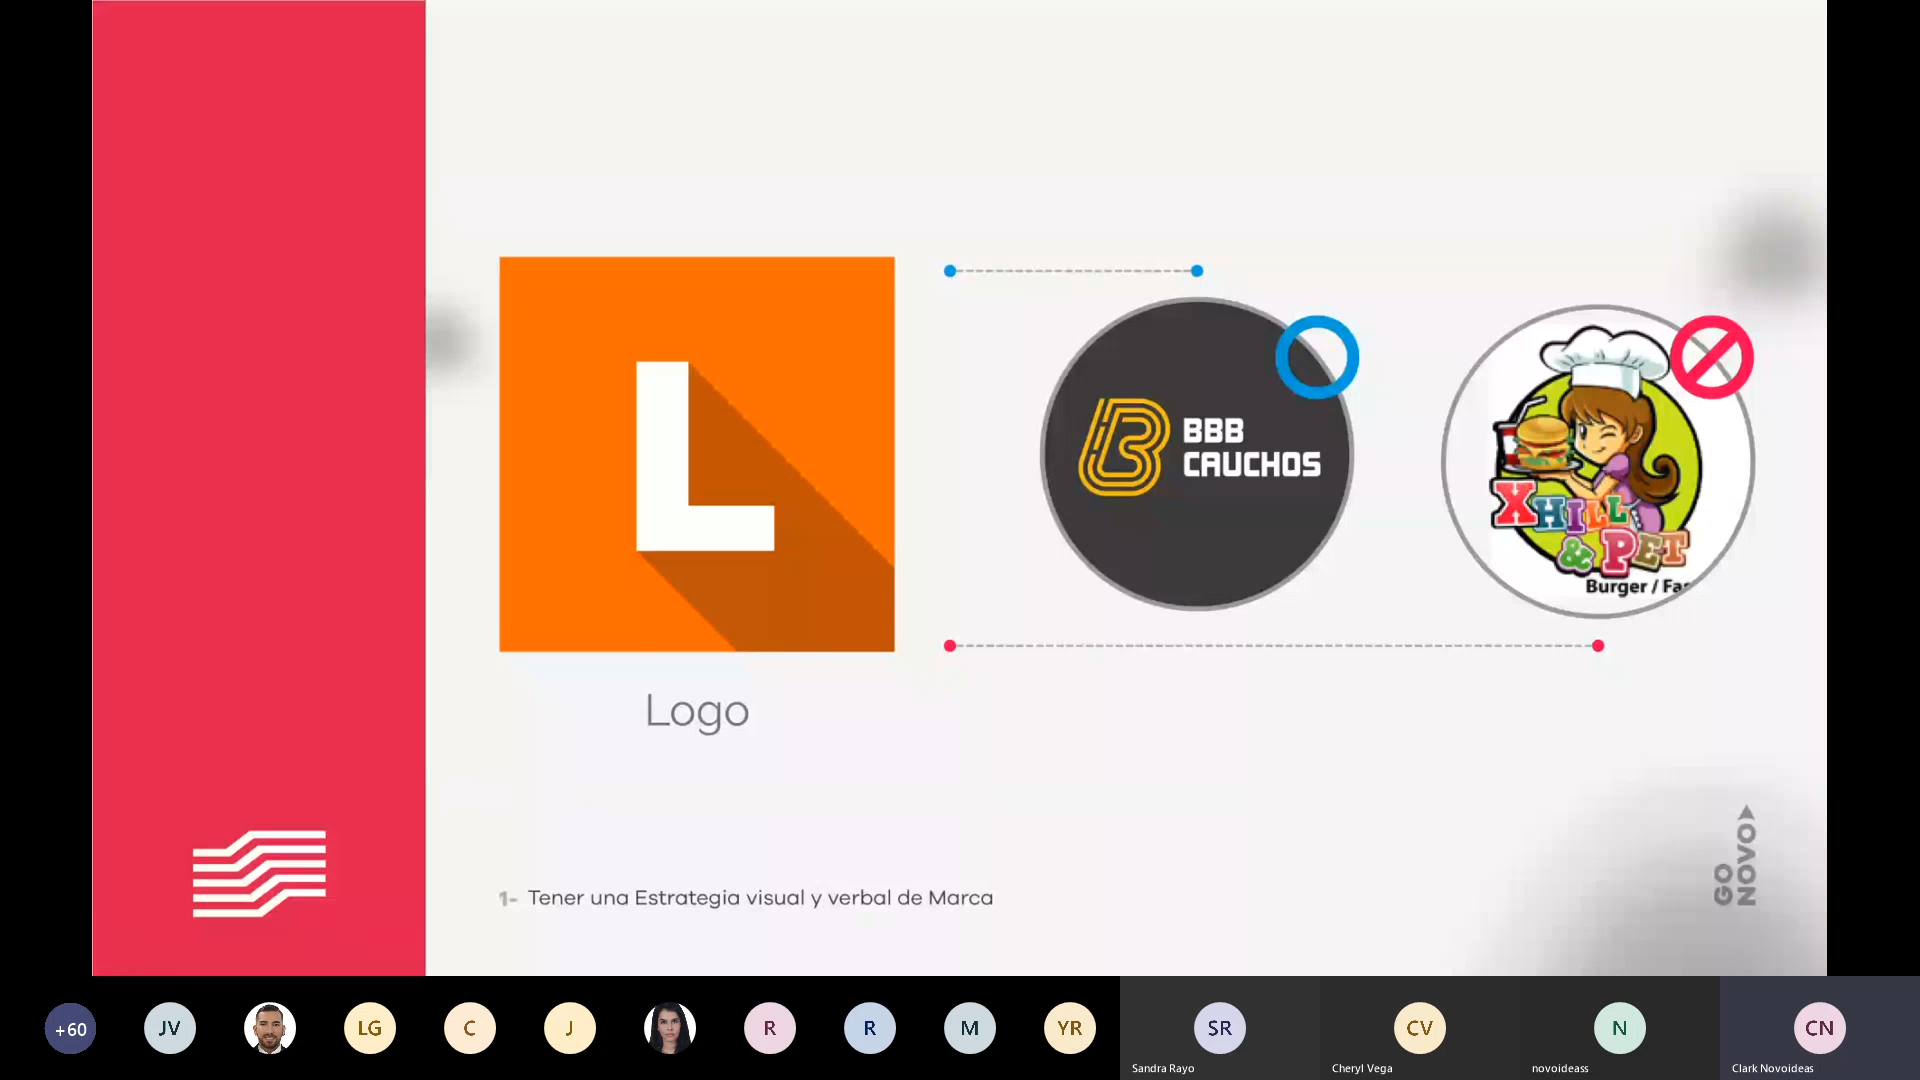 L
Logo
BBB
CAUCHOS
XHILL
& PET
Burger / Fas
1- Tener una Estrategia visual y verbal de Marca
GO
NOVO
+60
JV
LG
C
J
R
R
M
YR
SR
Sandra Rayo
CV
Cheryl Vega
N
novoideass
CN
Clark Novoideas